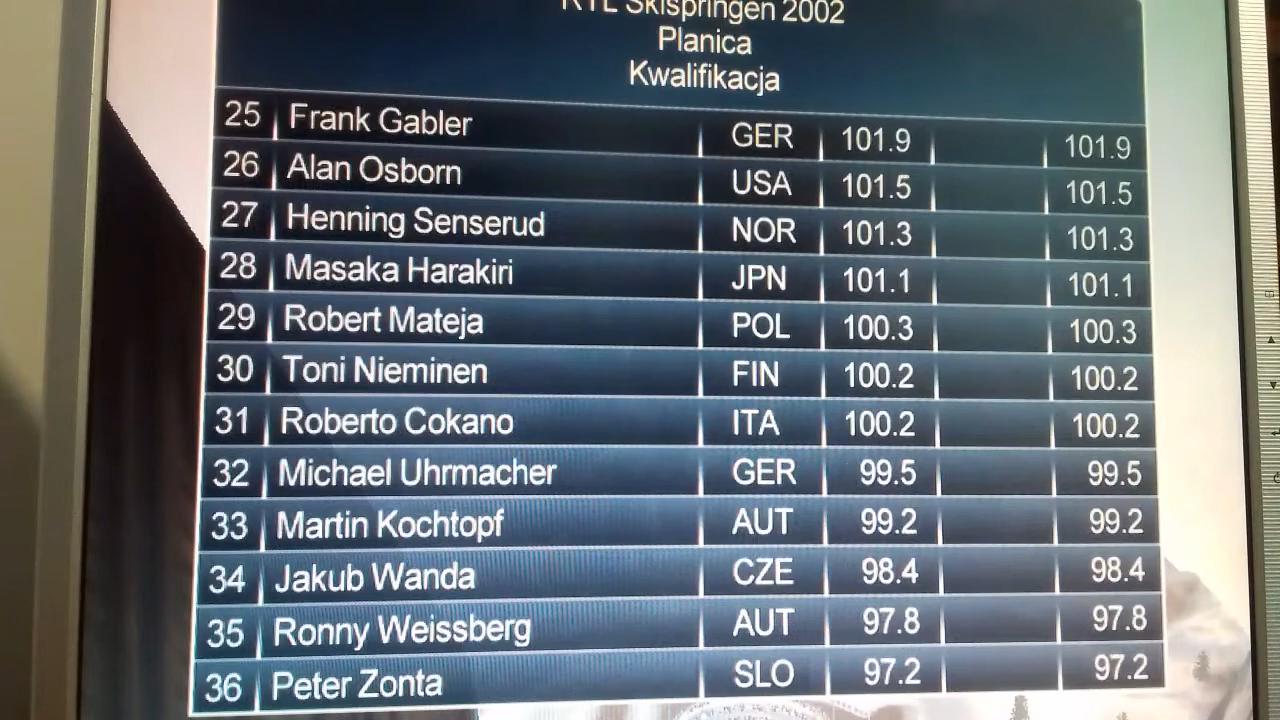 RTL Skispringen 2002
Planica
Kwalifikacja
25 Frank Gabler GER 101.9 101.9
26 Alan Osborn USA 101.5 101.5
27 Henning Senserud NOR 101.3 101.3
28 Masaka Harakiri JPN 101.1 101.1
29 Robert Mateja POL 100.3 100.3
30 Toni Nieminen FIN 100.2 100.2
31 Roberto Cokano ITA 100.2 100.2
32 Michael Uhrmacher GER 99.5 99.5
33 Martin Kochtopf AUT 99.2 99.2
34 Jakub Wanda CZE 98.4 98.4
35 Ronny Weissberg AUT 97.8 97.8
36 Peter Zonta SLO 97.2 97.2